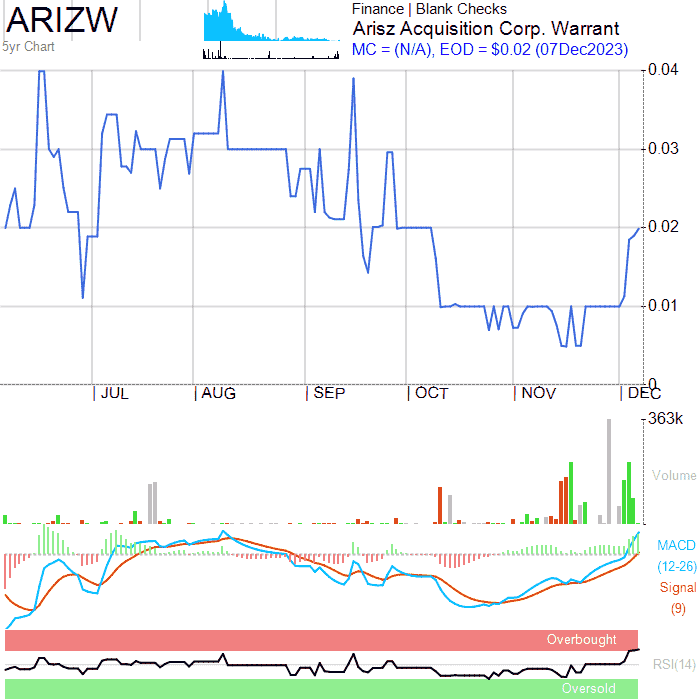 ARIZW
5yr Chart
Finance | Blank Checks
Arisz Acquisition Corp. Warrant
MC = (N/A), EOD = $0.02 (07Dec2023)
0.04
0.03
0.02
0.01
0
JUL AUG SEP OCT NOV DEC
363k
Volume
MACD
(12-26)
Signal
(9)
Overbought
RSI(14)
Oversold